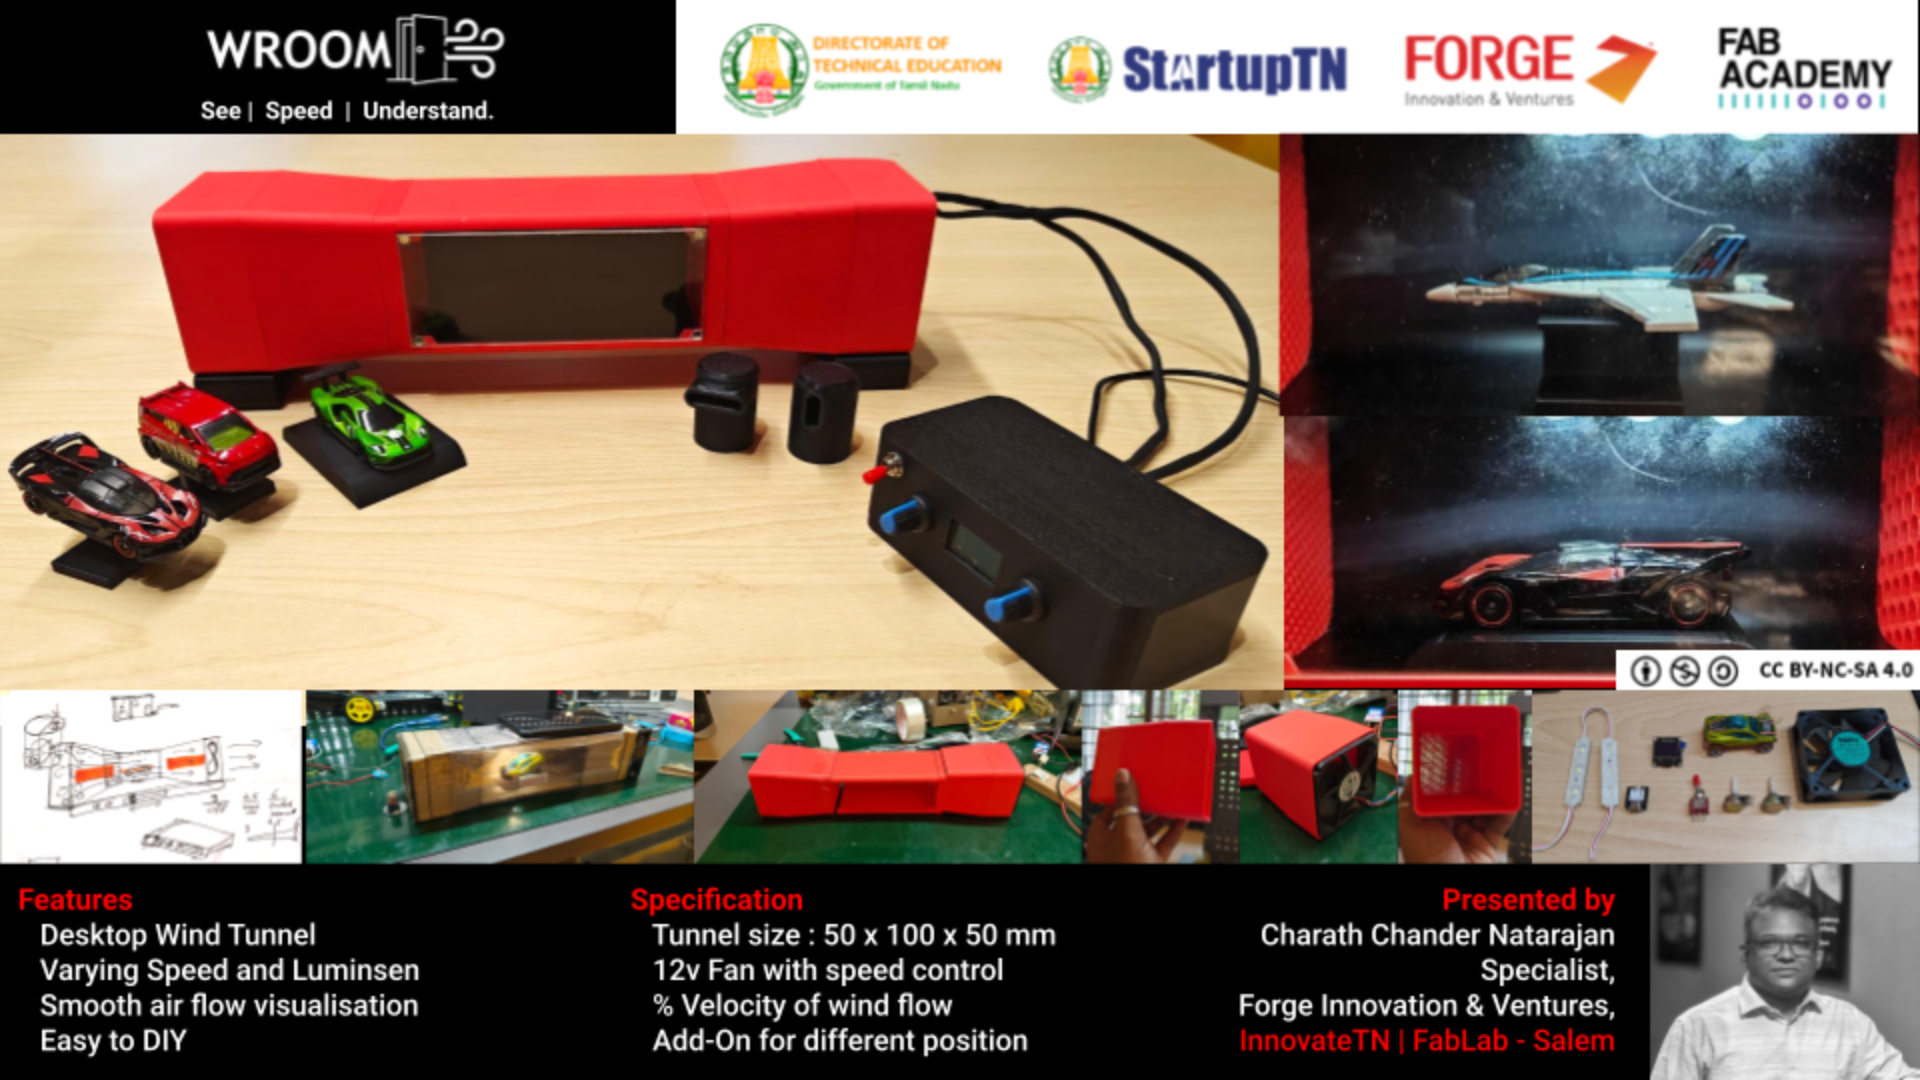 WROOM
See | Speed | Understand.
DIRECTORATE OF
TECHNICAL EDUCATION
Government of Tamil Nadu
StartupTN
FORGE
Innovation & Ventures
FAB
ACADEMY
CC BY-NC-SA 4.0
Features
Desktop Wind Tunnel
Varying Speed and Luminsen
Smooth air flow visualisation
Easy to DIY
Specification
Tunnel size : 50 x 100 x 50 mm
12v Fan with speed control
% Velocity of wind flow
Add-On for different position
Presented by
Charath Chander Natarajan
Specialist,
Forge Innovation & Ventures,
InnovateTN | FabLab - Salem